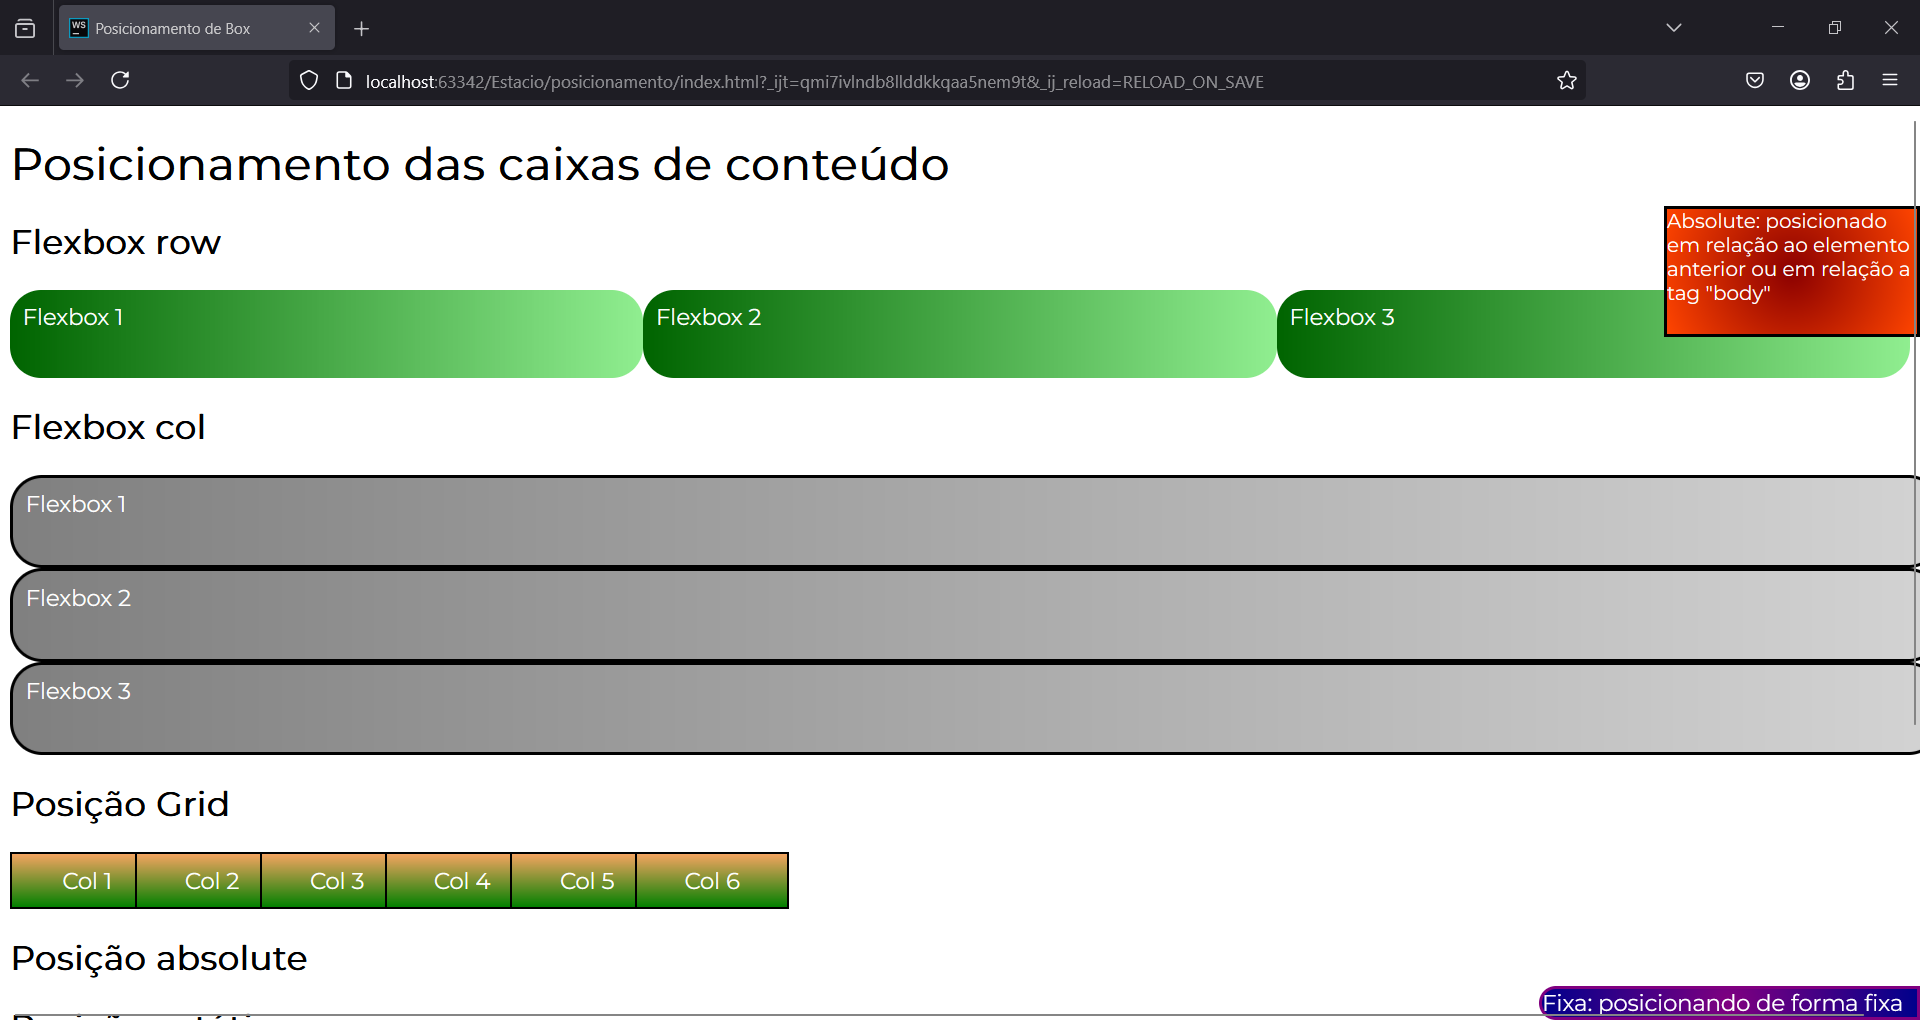 WS
Posicionamento de Box
localhost:63342/Estacio/posicionamento/index.html?_ijt=qmi7ivlndb8llddkkqaa5nem9t&_ij_reload=RELOAD_ON_SAVE
Posicionamento das caixas de conteúdo
Flexbox row
Absolute: posicionado
em relação ao elemento
anterior ou em relação a
tag "body"
Flexbox 1
Flexbox 2
Flexbox 3
Flexbox col
Flexbox 1
Flexbox 2
Flexbox 3
Posição Grid
Col 1
Col 2
Col 3
Col 4
Col 5
Col 6
Posição absolute
Fixa: posicionando de forma fixa